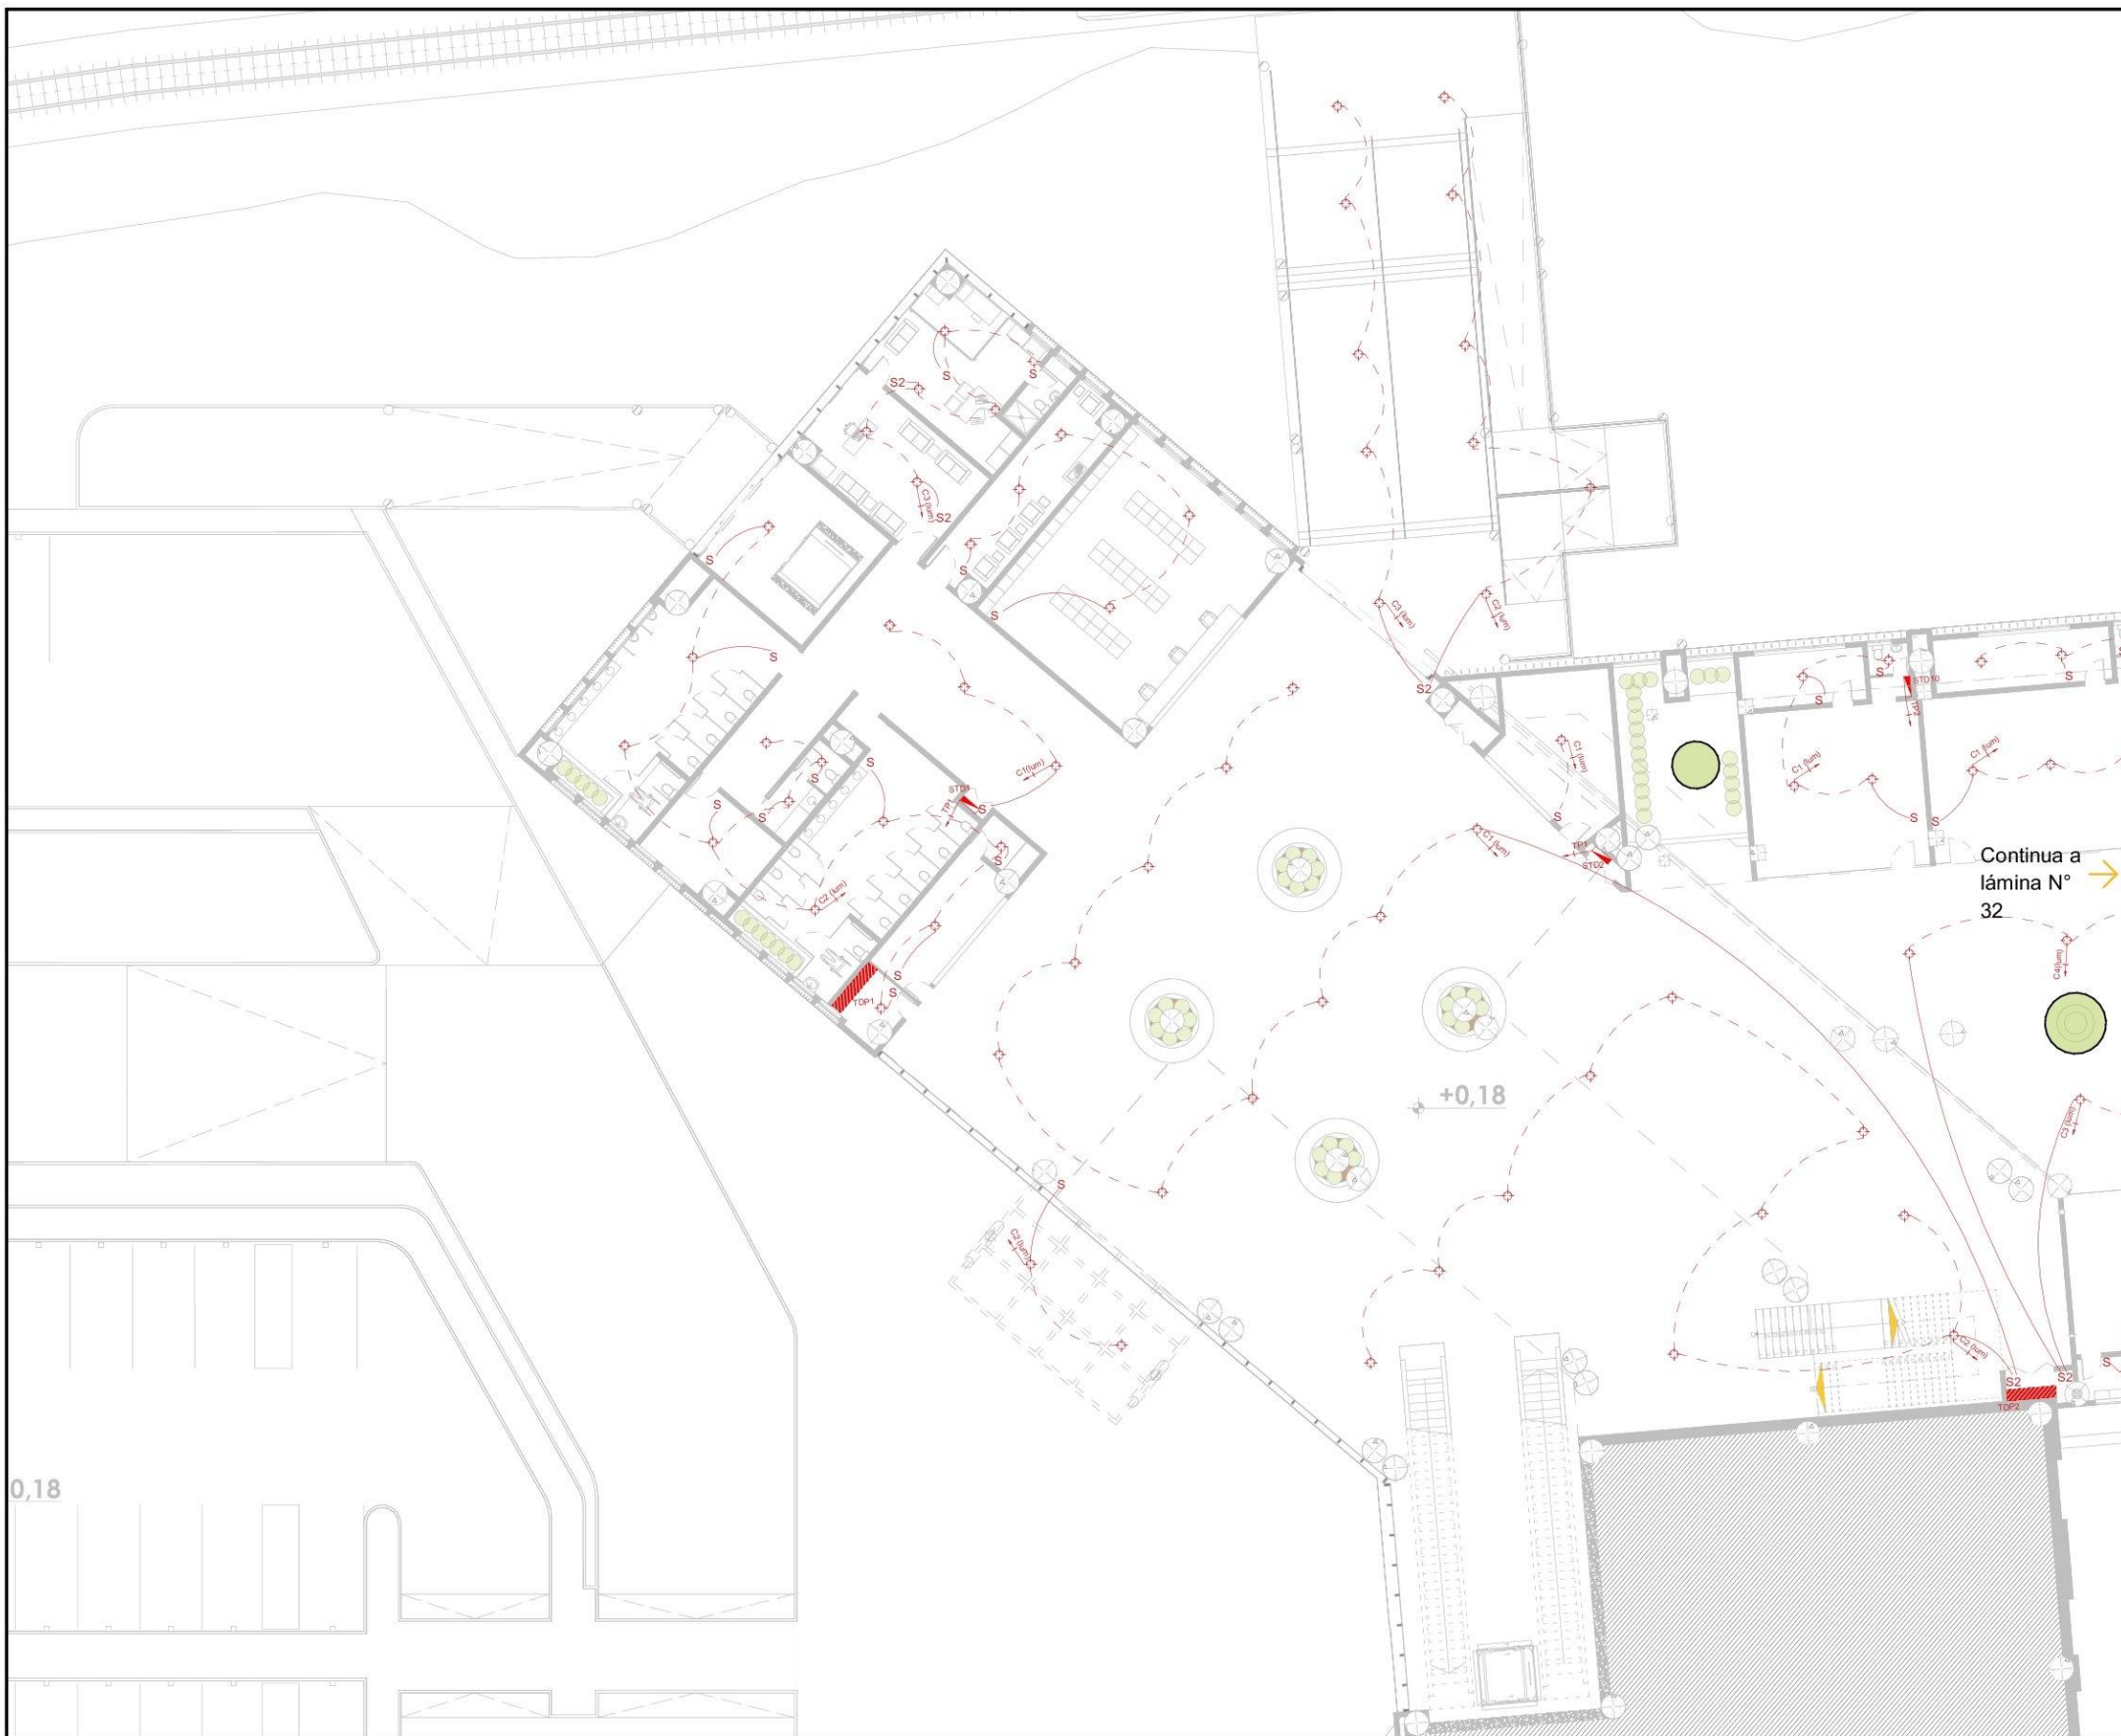 S
S2
S
C3 (lum)
S2
S
S
S
C3 (lum)
C2 (lum)
S
S2
S
S
STD10
TP2
S
S
S
C1 (lum)
C1 (lum)
C1 (lum)
C1(lum)
S
S
STD1
TP1
S
S
S
S
S
S
C1 (lum)
TP1
STD2
S
C2 (lum)
Continua a
lámina N°
32
C4(lum)
S
S
TDP1
+0,18
C3 (lum)
S
C2 (lum)
C2 (lum)
S2
S2
S
TDP2
0,18